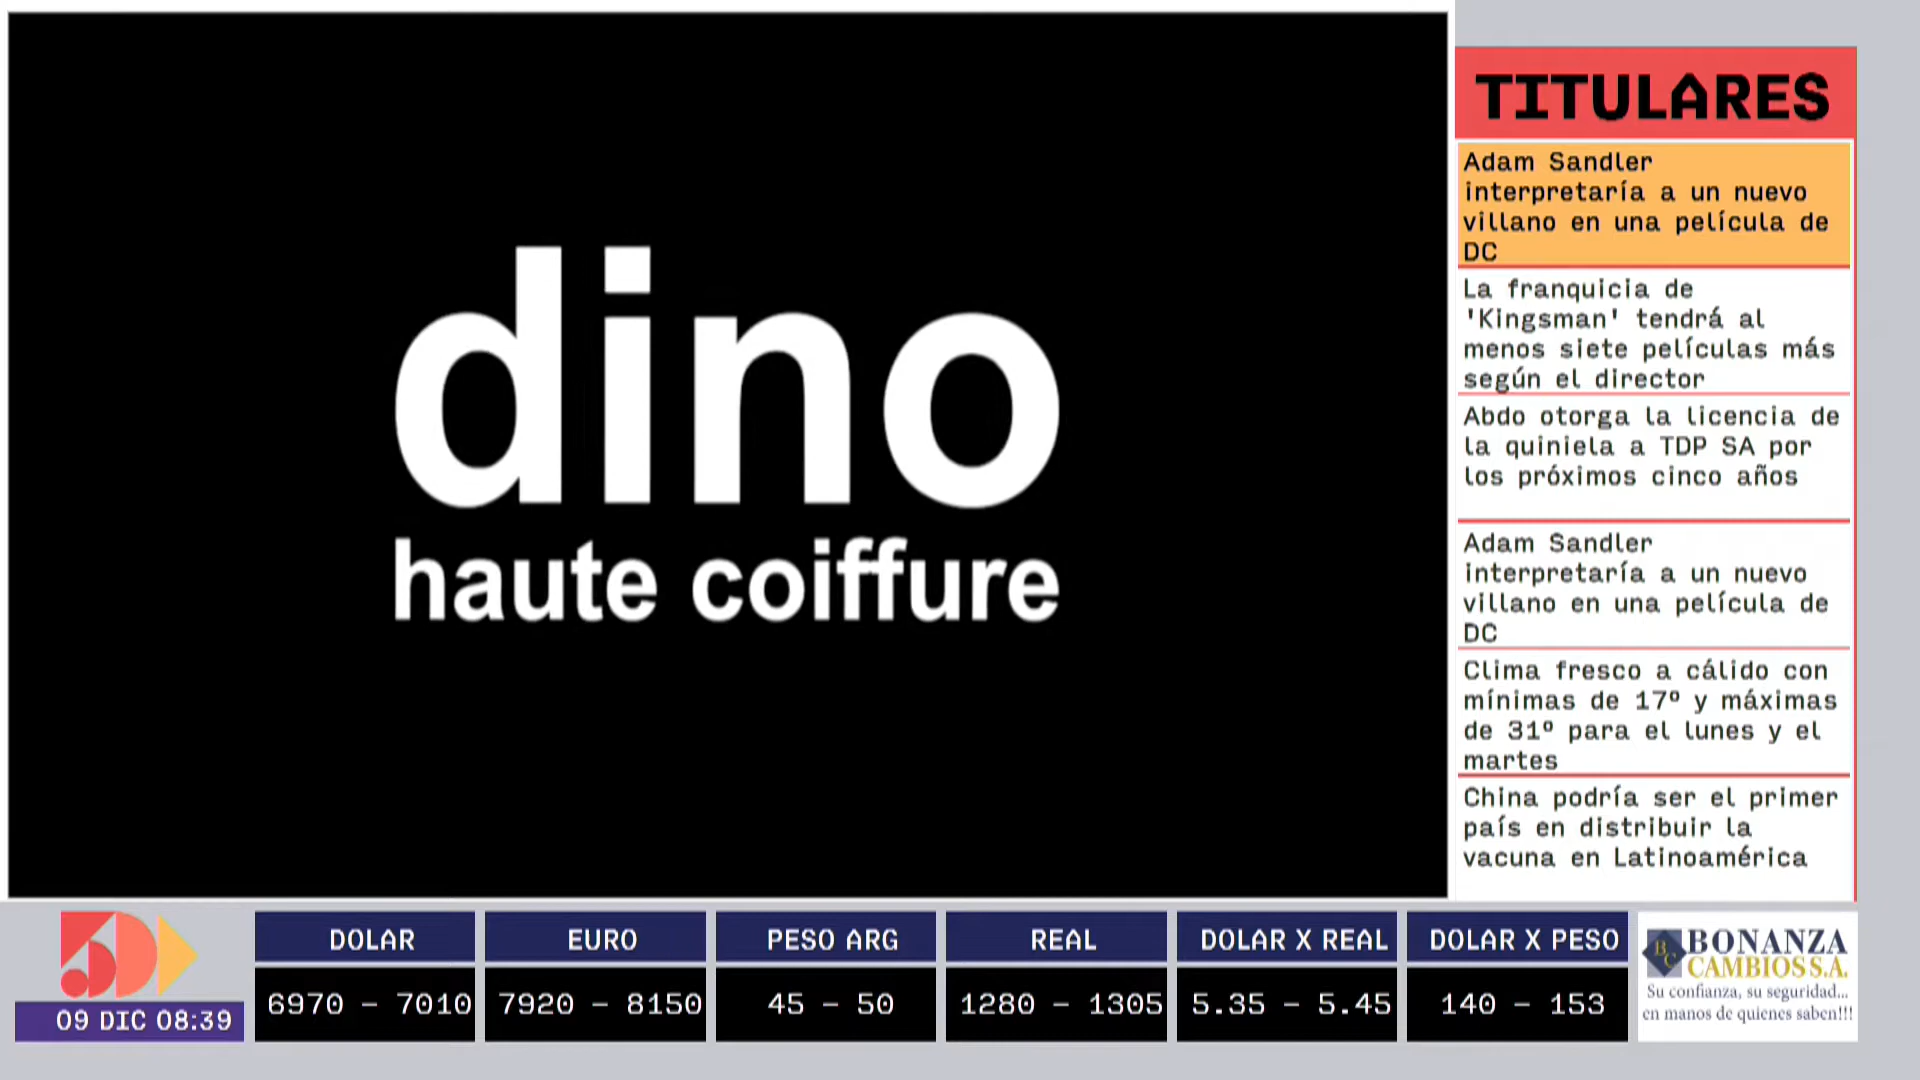 dino
haute coiffure
TITULARES
Adam Sandler
interpretaría a un nuevo
villano en una película de
DC
La franquicia de
'Kingsman' tendrá al
menos siete películas más
según el director
Abdo otorga la licencia de
la quiniela a TDP SA por
los próximos cinco años
Adam Sandler
interpretaría a un nuevo
villano en una película de
DC
Clima fresco a cálido con
mínimas de 17º y máximas
de 31º para el lunes y el
martes
China podría ser el primer
país en distribuir la
vacuna en Latinoamérica
5D
09 DIC 08:39
DOLAR
6970 - 7010
EURO
7920 - 8150
PESO ARG
45 - 50
REAL
1280 - 1305
DOLAR X REAL
5.35 - 5.45
DOLAR X PESO
140 - 153
BC
BONANZA
CAMBIOS S.A.
Su confianza, su seguridad...
en manos de quienes saben!!!